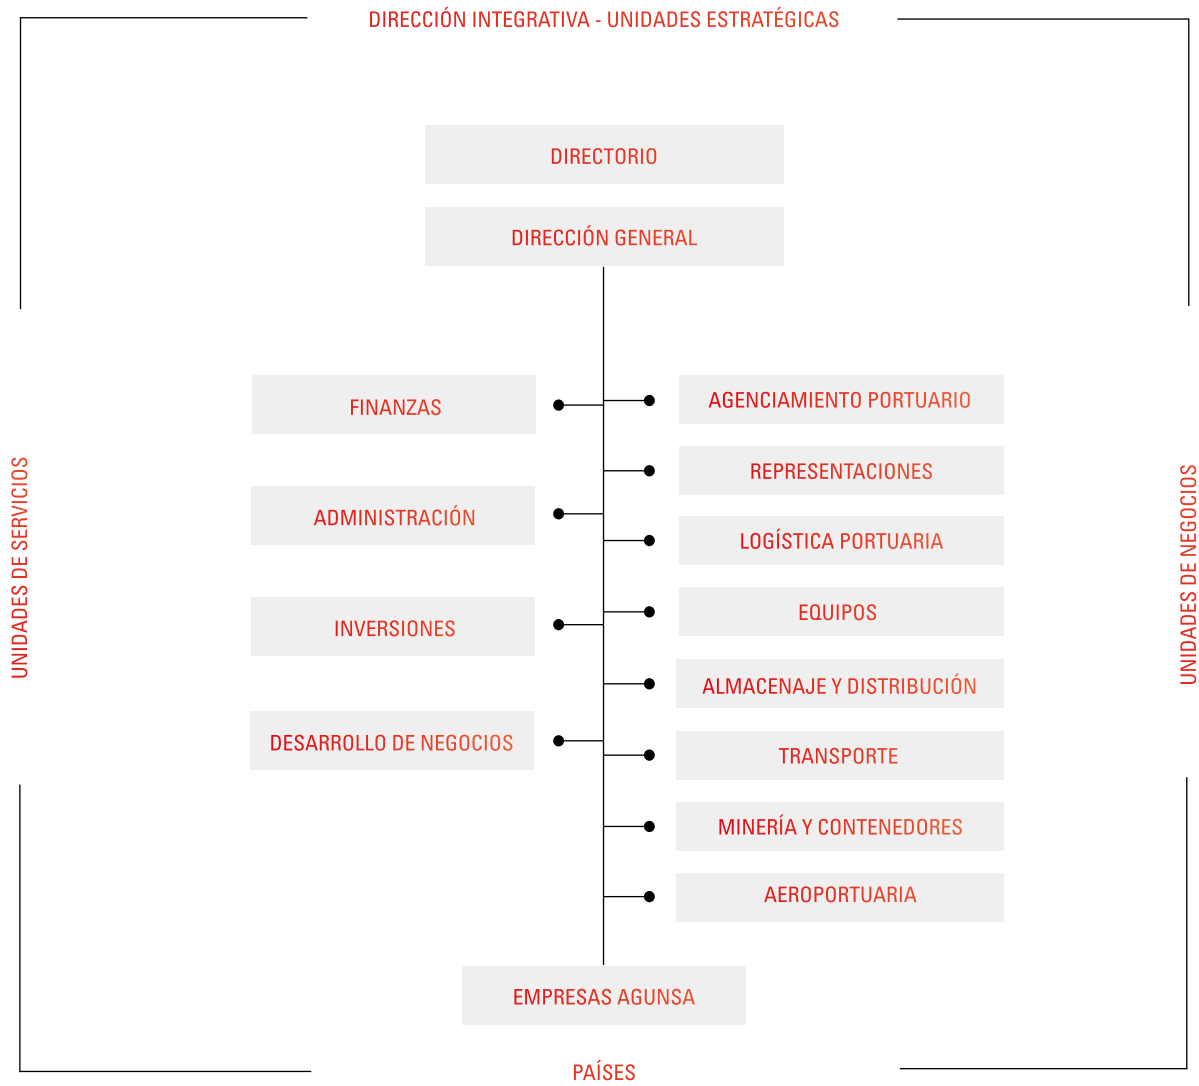 DIRECCIÓN INTEGRATIVA - UNIDADES ESTRATÉGICAS
DIRECTORIO
DIRECCIÓN GENERAL
UNIDADES DE SERVICIOS
FINANZAS
ADMINISTRACIÓN
INVERSIONES
DESARROLLO DE NEGOCIOS
AGENCIAMIENTO PORTUARIO
REPRESENTACIONES
LOGÍSTICA PORTUARIA
EQUIPOS
ALMACENAJE Y DISTRIBUCIÓN
TRANSPORTE
MINERÍA Y CONTENEDORES
AEROPORTUARIA
UNIDADES DE NEGOCIOS
EMPRESAS AGUNSA
PAÍSES